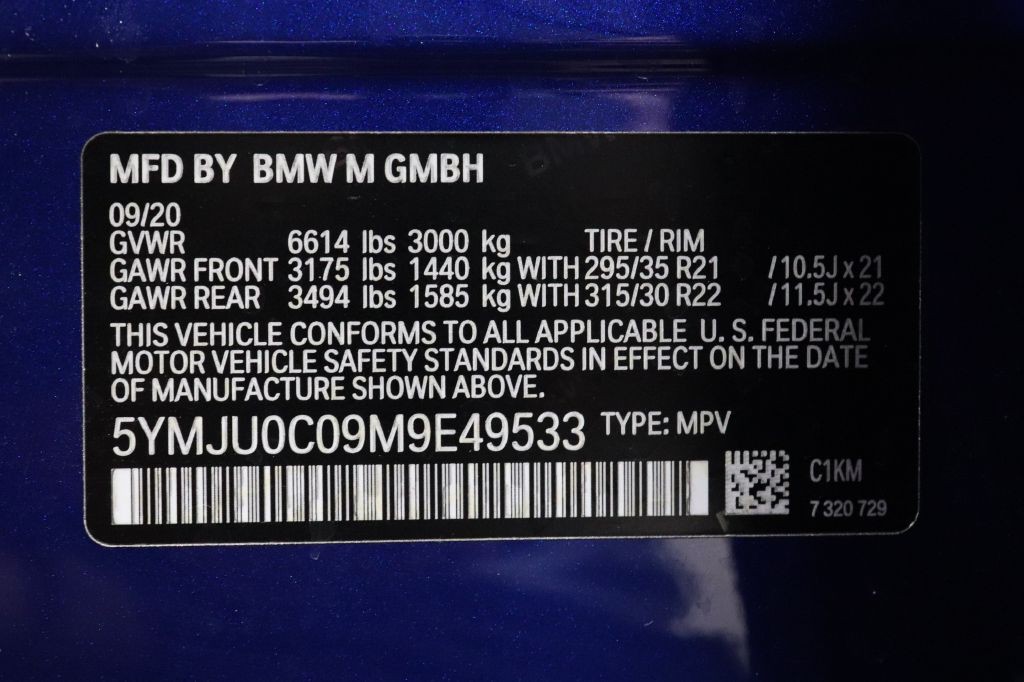 MFD BY BMW M GMBH
09/20
GVWR 6614 lbs 3000 kg TIRE / RIM
GAWR FRONT 3175 lbs 1440 kg WITH 295/35 R21 /10.5J x 21
GAWR REAR 3494 lbs 1585 kg WITH 315/30 R22 /11.5J x 22
THIS VEHICLE CONFORMS TO ALL APPLICABLE U. S. FEDERAL
MOTOR VEHICLE SAFETY STANDARDS IN EFFECT ON THE DATE
OF MANUFACTURE SHOWN ABOVE.
5YMJU0C09M9E49533 TYPE: MPV
C1KM
7 320 729